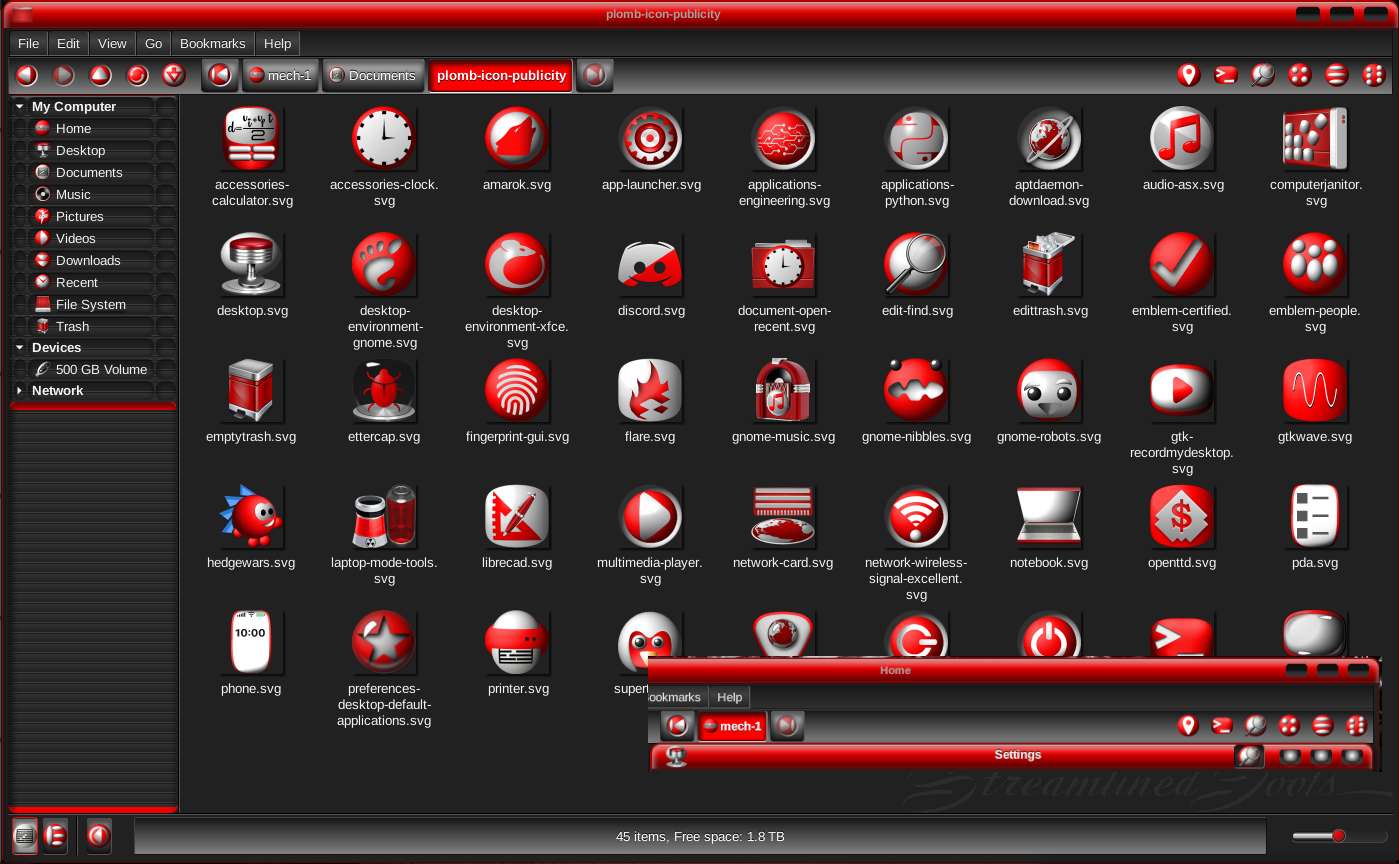 plomb-icon-publicity
File Edit View Go Bookmarks Help
mech-1 Documents plomb-icon-publicity
My Computer
Home
Desktop
Documents
Music
Pictures
Videos
Downloads
Recent
File System
Trash
Devices
500 GB Volume
Network
accessories-
calculator.svg
accessories-clock.
svg
amarok.svg
app-launcher.svg
applications-
engineering.svg
applications-
python.svg
aptdaemon-
download.svg
audio-asx.svg
computerjanitor.
svg
desktop.svg
desktop-
environment-
gnome.svg
desktop-
environment-xfce.
svg
discord.svg
document-open-
recent.svg
edit-find.svg
edittrash.svg
emblem-certified.
svg
emblem-people.
svg
emptytrash.svg
ettercap.svg
fingerprint-gui.svg
flare.svg
gnome-music.svg
gnome-nibbles.svg
gnome-robots.svg
gtk-
recordmydesktop.
svg
gtkwave.svg
hedgewars.svg
laptop-mode-tools.
svg
librecad.svg
multimedia-player.
svg
network-card.svg
network-wireless-
signal-excellent.
svg
notebook.svg
openttd.svg
pda.svg
10:00
phone.svg
preferences-
desktop-default-
applications.svg
printer.svg
super
Home
ookmarks Help
mech-1
Settings
Streamlined Tools
45 items, Free space: 1.8 TB